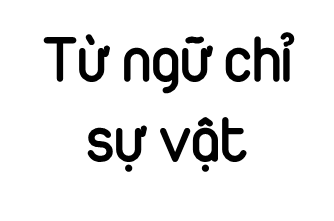 Từ ngữ chỉ
sự vật